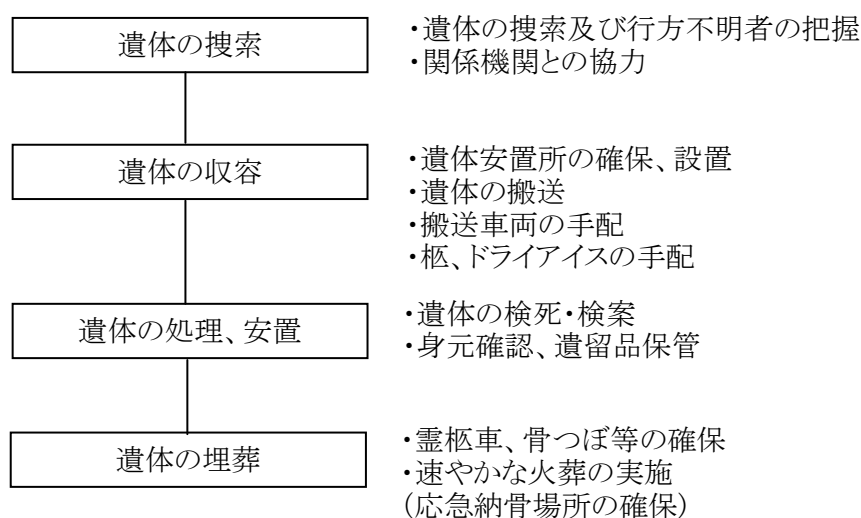 遺体の捜索
・遺体の捜索及び行方不明者の把握
・関係機関との協力
遺体の収容
・遺体安置所の確保、設置
・遺体の搬送
・搬送車両の手配
・柩、ドライアイスの手配
遺体の処理、安置
・遺体の検死・検案
・身元確認、遺留品保管
遺体の埋葬
・霊柩車、骨つぼ等の確保
・速やかな火葬の実施
(応急納骨場所の確保)